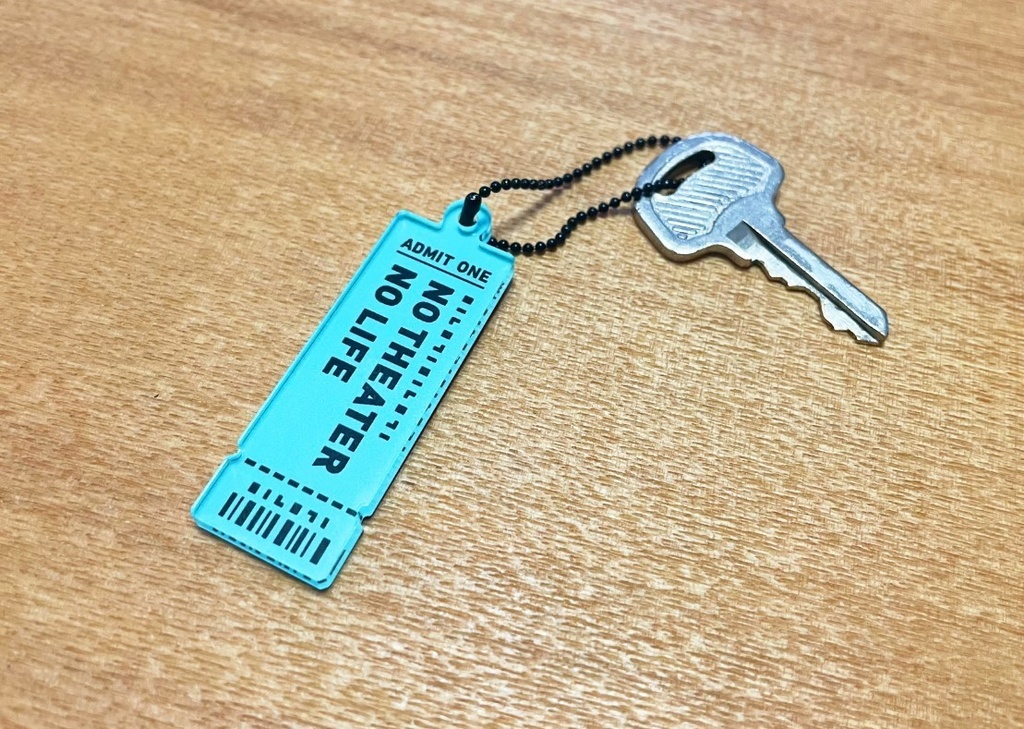 ADMIT ONE
NO THEATER
NO LIFE